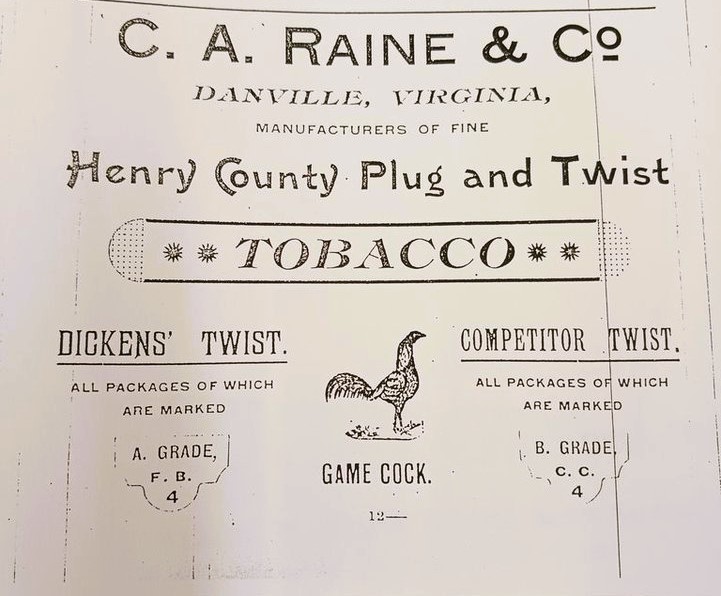 C. A. RAINE & Co
DANVILLE, VIRGINIA,
MANUFACTURERS OF FINE
Henry County Plug and Twist
** TOBACCO **
DICKENS' TWIST.
ALL PACKAGES OF WHICH
ARE MARKED
A. GRADE,
F. B.
4
GAME COCK.
COMPETITOR TWIST.
ALL PACKAGES OF WHICH
ARE MARKED
B. GRADE,
C. C.
4
12—